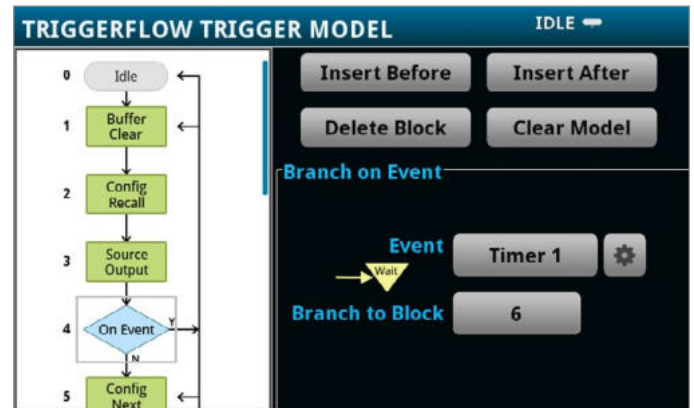 TRIGGERFLOW TRIGGER MODEL
IDLE
0 Idle
1 Buffer
Clear
2 Config
Recall
3 Source
Output
4 On Event Y
N
5 Config
Next
Insert Before Insert After
Delete Block Clear Model
Branch on Event
Event Timer 1
Wait
Branch to Block 6